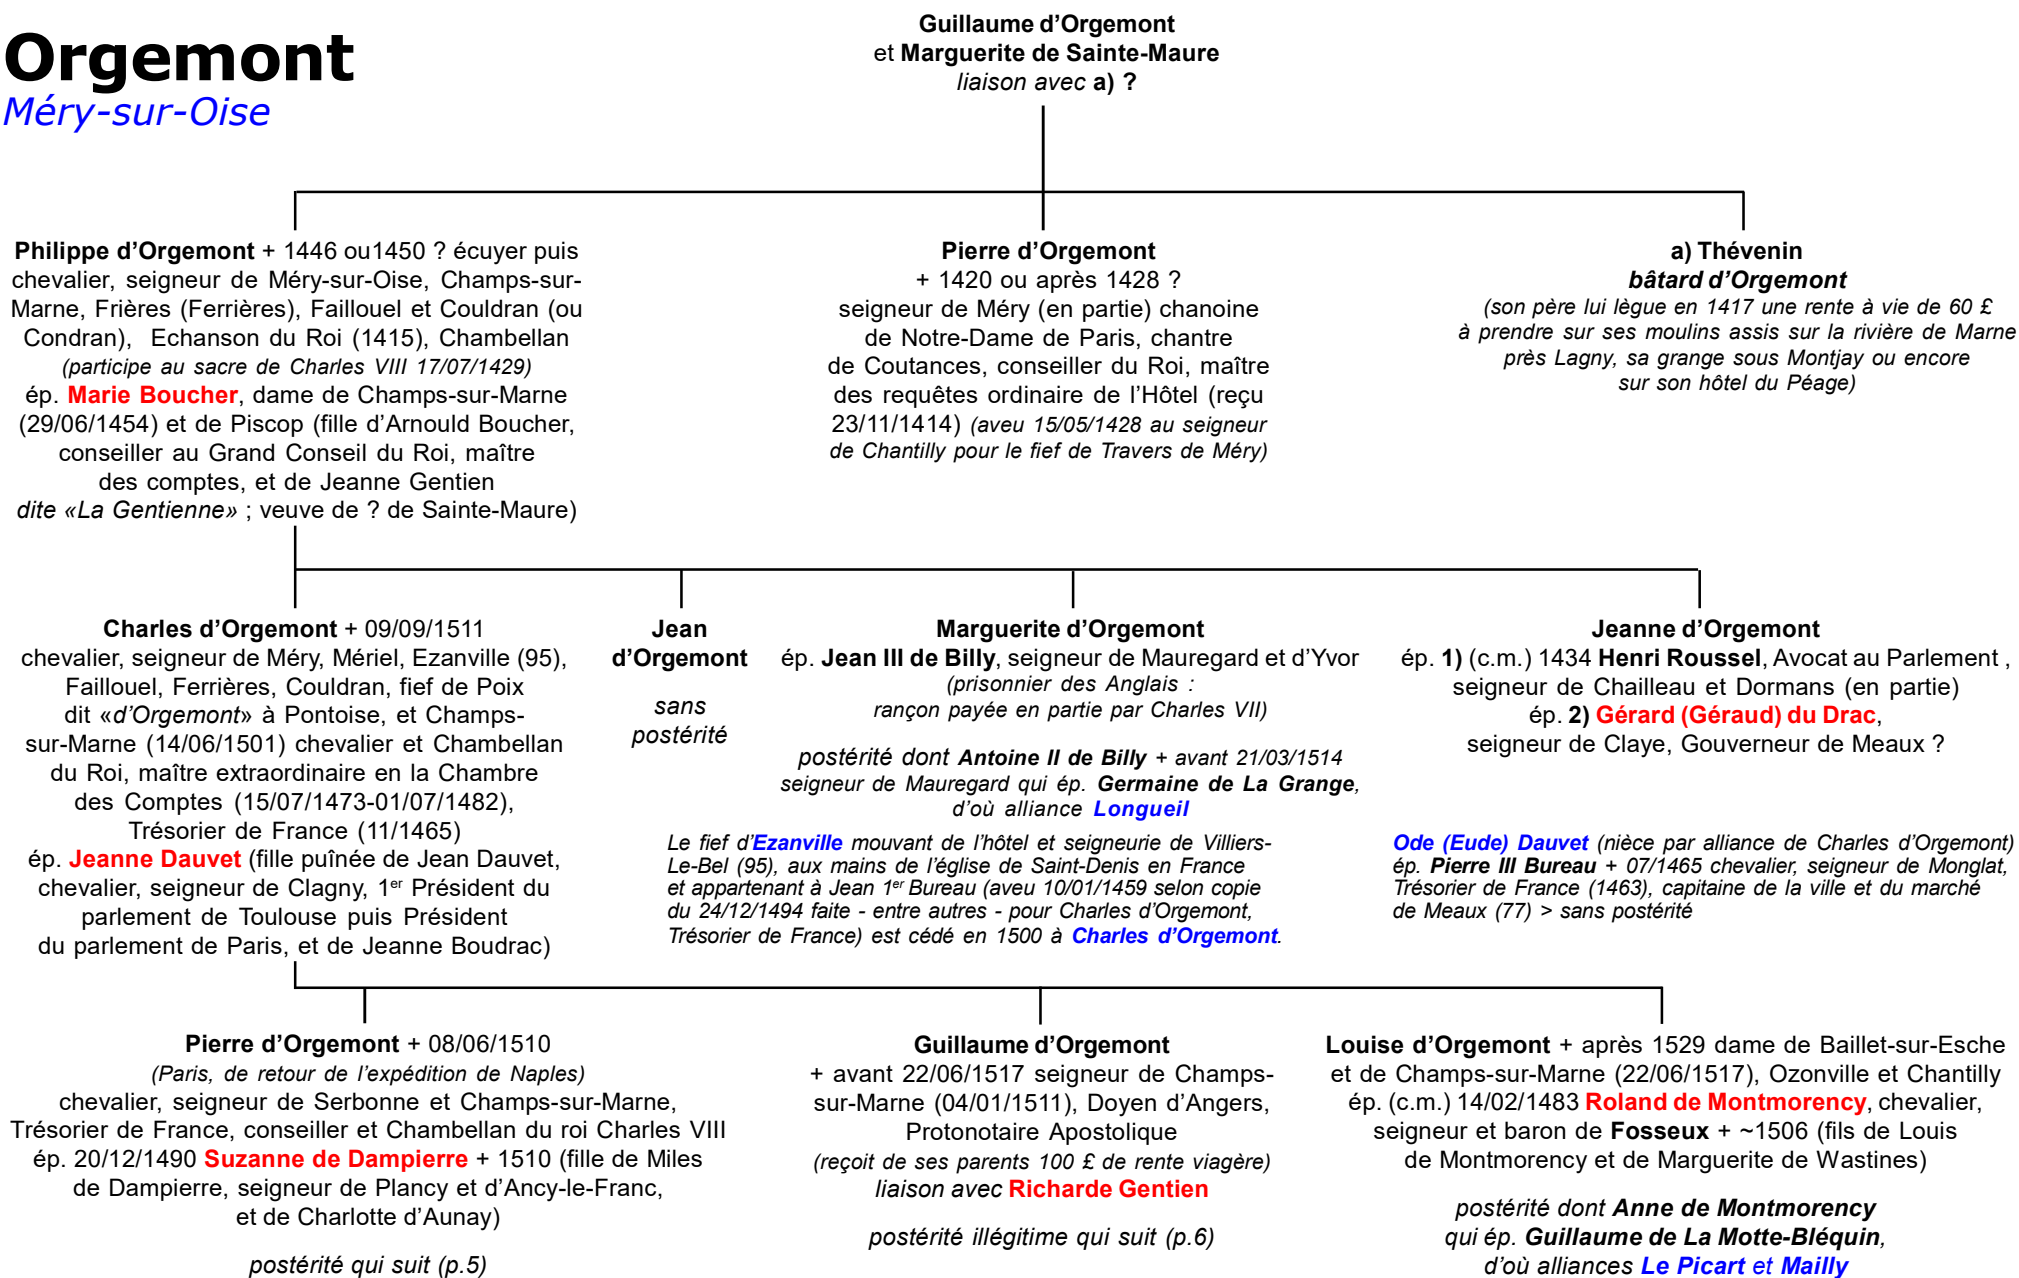 Orgemont
Méry-sur-Oise
Guillaume d’Orgemont
et Marguerite de Sainte-Maure
liaison avec a) ?
Philippe d’Orgemont + 1446 ou1450 ? écuyer puis
chevalier, seigneur de Méry-sur-Oise, Champs-sur-
Marne, Frières (Ferrières), Faillouel et Couldran (ou
Condran), Echanson du Roi (1415), Chambellan
(participe au sacre de Charles VIII 17/07/1429)
ép. Marie Boucher, dame de Champs-sur-Marne
(29/06/1454) et de Piscop (fille d’Arnould Boucher,
conseiller au Grand Conseil du Roi, maître
des comptes, et de Jeanne Gentien
dite «La Gentienne» ; veuve de ? de Sainte-Maure)
Pierre d’Orgemont
+ 1420 ou après 1428 ?
seigneur de Méry (en partie) chanoine
de Notre-Dame de Paris, chantre
de Coutances, conseiller du Roi, maître
des requêtes ordinaire de l’Hôtel (reçu
23/11/1414) (aveu 15/05/1428 au seigneur
de Chantilly pour le fief de Travers de Méry)
a) Thévenin
bâtard d’Orgemont
(son père lui lègue en 1417 une rente à vie de 60 £
à prendre sur ses moulins assis sur la rivière de Marne
près Lagny, sa grange sous Montjay ou encore
sur son hôtel du Péage)
Charles d’Orgemont + 09/09/1511
chevalier, seigneur de Méry, Mériel, Ezanville (95),
Faillouel, Ferrières, Couldran, fief de Poix
dit «d’Orgemont» à Pontoise, et Champs-
sur-Marne (14/06/1501) chevalier et Chambellan
du Roi, maître extraordinaire en la Chambre
des Comptes (15/07/1473-01/07/1482),
Trésorier de France (11/1465)
ép. Jeanne Dauvet (fille puînée de Jean Dauvet,
chevalier, seigneur de Clagny, 1er Président du
parlement de Toulouse puis Président
du parlement de Paris, et de Jeanne Boudrac)
Jean
d’Orgemont
sans
postérité
Marguerite d’Orgemont
ép. Jean III de Billy, seigneur de Mauregard et d’Yvor
(prisonnier des Anglais :
rançon payée en partie par Charles VII)
postérité dont Antoine II de Billy + avant 21/03/1514
seigneur de Mauregard qui ép. Germaine de La Grange,
d’où alliance Longueil
Jeanne d’Orgemont
ép. 1) (c.m.) 1434 Henri Roussel, Avocat au Parlement ,
seigneur de Chailleau et Dormans (en partie)
ép. 2) Gérard (Géraud) du Drac,
seigneur de Claye, Gouverneur de Meaux ?
Le fief d’Ezanville mouvant de l’hôtel et seigneurie de Villiers-
Le-Bel (95), aux mains de l’église de Saint-Denis en France
et appartenant à Jean 1er Bureau (aveu 10/01/1459 selon copie
du 24/12/1494 faite - entre autres - pour Charles d’Orgemont,
Trésorier de France) est cédé en 1500 à Charles d’Orgemont.
Ode (Eude) Dauvet (nièce par alliance de Charles d’Orgemont)
ép. Pierre III Bureau + 07/1465 chevalier, seigneur de Monglat,
Trésorier de France (1463), capitaine de la ville et du marché
de Meaux (77) > sans postérité
Pierre d’Orgemont + 08/06/1510
(Paris, de retour de l’expédition de Naples)
chevalier, seigneur de Serbonne et Champs-sur-Marne,
Trésorier de France, conseiller et Chambellan du roi Charles VIII
ép. 20/12/1490 Suzanne de Dampierre + 1510 (fille de Miles
de Dampierre, seigneur de Plancy et d’Ancy-le-Franc,
et de Charlotte d’Aunay)
postérité qui suit (p.5)
Guillaume d’Orgemont
+ avant 22/06/1517 seigneur de Champs-
sur-Marne (04/01/1511), Doyen d’Angers,
Protonotaire Apostolique
(reçoit de ses parents 100 £ de rente viagère)
liaison avec Richarde Gentien
postérité illégitime qui suit (p.6)
Louise d’Orgemont + après 1529 dame de Baillet-sur-Esche
et de Champs-sur-Marne (22/06/1517), Ozonville et Chantilly
ép. (c.m.) 14/02/1483 Roland de Montmorency, chevalier,
seigneur et baron de Fosseux + ~1506 (fils de Louis
de Montmorency et de Marguerite de Wastines)
postérité dont Anne de Montmorency
qui ép. Guillaume de La Motte-Bléquin,
d’où alliances Le Picart et Mailly